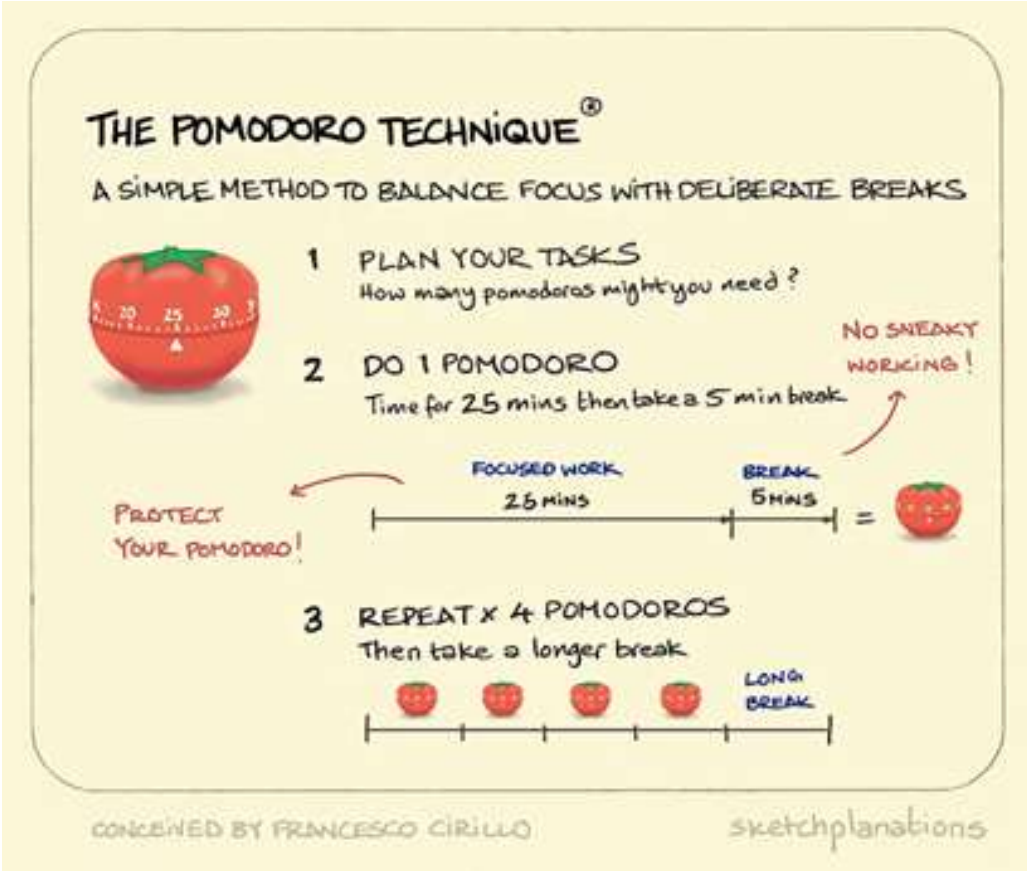 THE POMODORO TECHNIQUE®
A SIMPLE METHOD TO BALANCE FOCUS WITH DELIBERATE BREAKS
1 PLAN YOUR TASKS
How many pomodoros might you need?
20 25 30
2 DO 1 POMODORO
Time for 25 mins then take a 5 min break
NO SNEAKY
WORKING!
FOCUSED WORK
25 MINS
BREAK
5 MINS
=
PROTECT
YOUR POMODORO!
3 REPEAT x 4 POMODOROS
Then take a longer break
LONG
BREAK
CONCEIVED BY FRANCESCO CIRILLO
sketchplanations